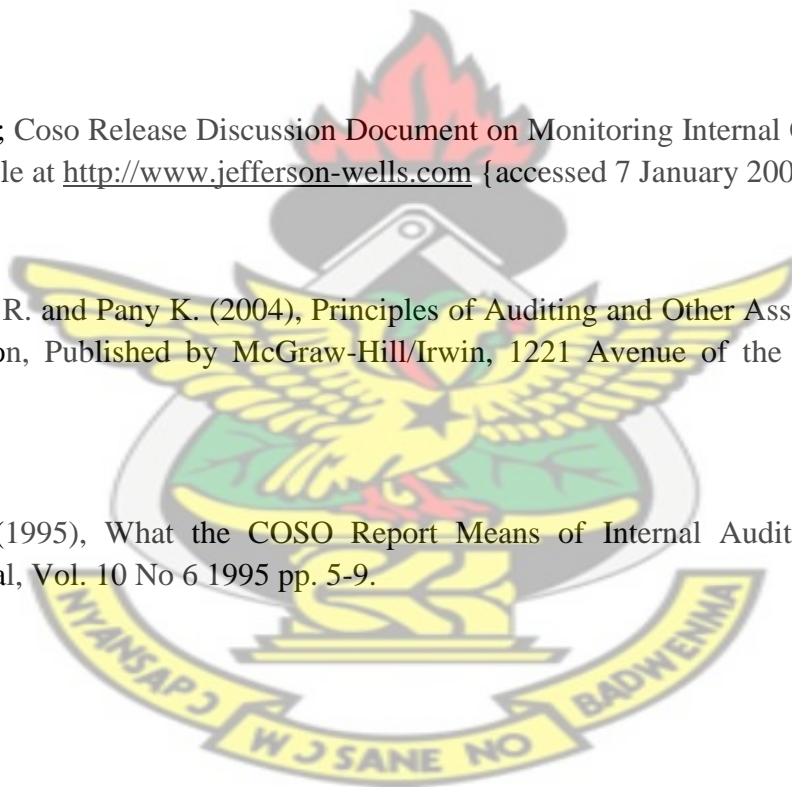 ; Coso Release Discussion Document on Monitoring Internal
le at http://www.jefferson-wells.com {accessed 7 January 200
R. and Pany K. (2004), Principles of Auditing and Other Ass
on, Published by McGraw-Hill/Irwin, 1221 Avenue of the
(1995), What the COSO Report Means of Internal Audit
al, Vol. 10 No 6 1995 pp. 5-9.
NYANSAPƆ
WƆSANE NO
BADWENMA